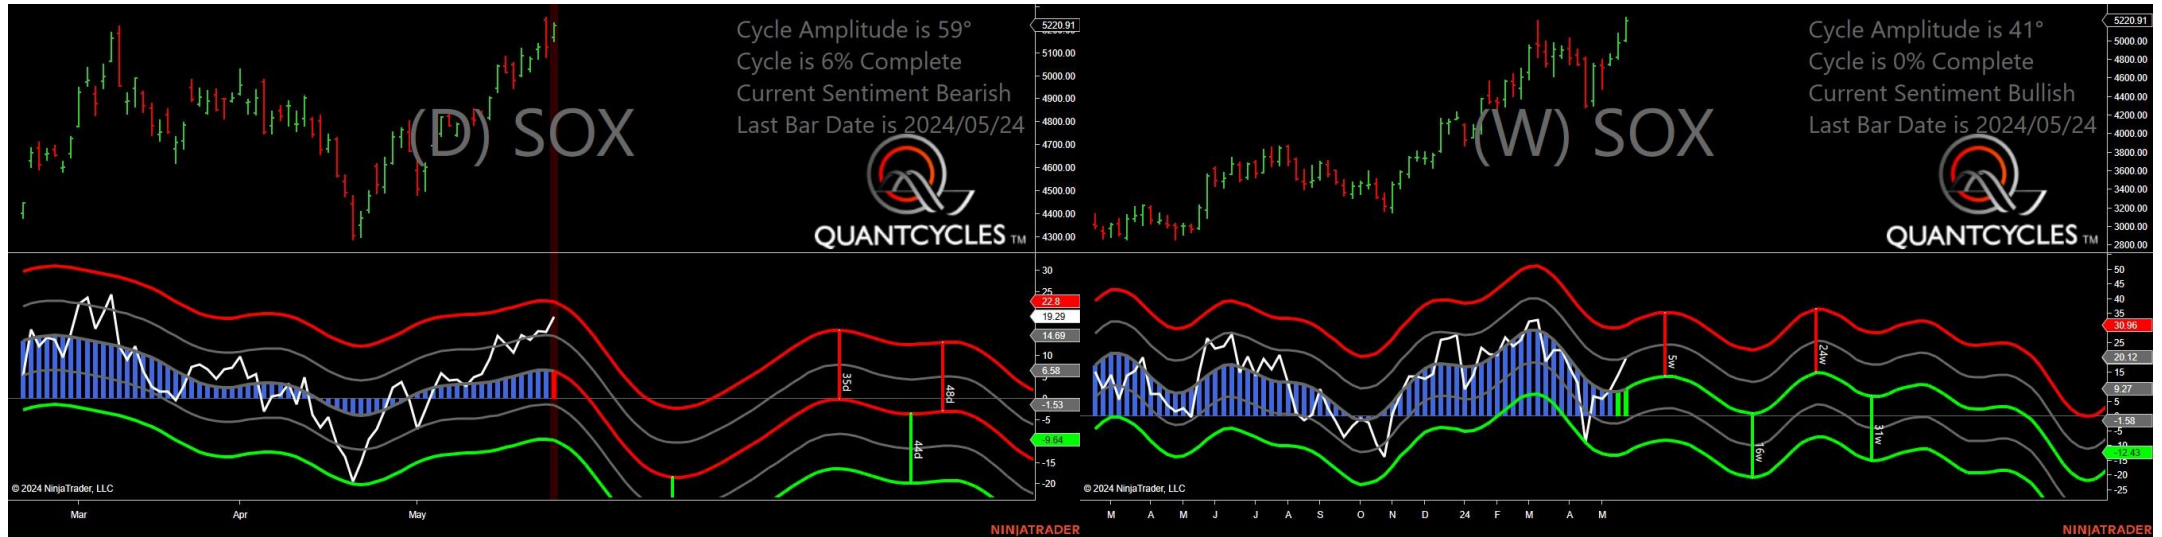 Cycle Amplitude is 59°
Cycle is 6% Complete
Current Sentiment Bearish
Last Bar Date is 2024/05/24
(D) SOX
QUANTCYCLES TM
5220.91
5100.00
5000.00
4900.00
4800.00
4700.00
4600.00
4500.00
4400.00
4300.00
30
25
22.8
19.29
14.69
10
6.58
-1.53
-5
-9.64
-15
-20
35d
48d
44d
© 2024 NinjaTrader, LLC
Mar Apr May
NINJATRADER
Cycle Amplitude is 41°
Cycle is 0% Complete
Current Sentiment Bullish
Last Bar Date is 2024/05/24
(W) SOX
QUANTCYCLES TM
5220.91
5000.00
4800.00
4600.00
4400.00
4200.00
4000.00
3800.00
3600.00
3400.00
3200.00
3000.00
2800.00
50
45
40
35
30.96
25
20.12
15
9.27
5
-1.58
-12.43
-15
-20
-25
5w
24w
16w
31w
© 2024 NinjaTrader, LLC
M A M J J A S O N D 24 F M A M
NINJATRADER